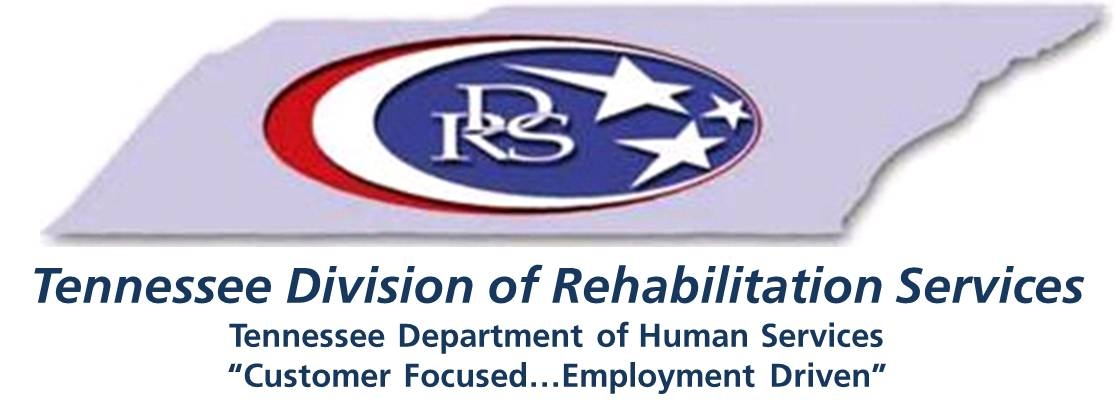 DRS
Tennessee Division of Rehabilitation Services
Tennessee Department of Human Services
“Customer Focused…Employment Driven”